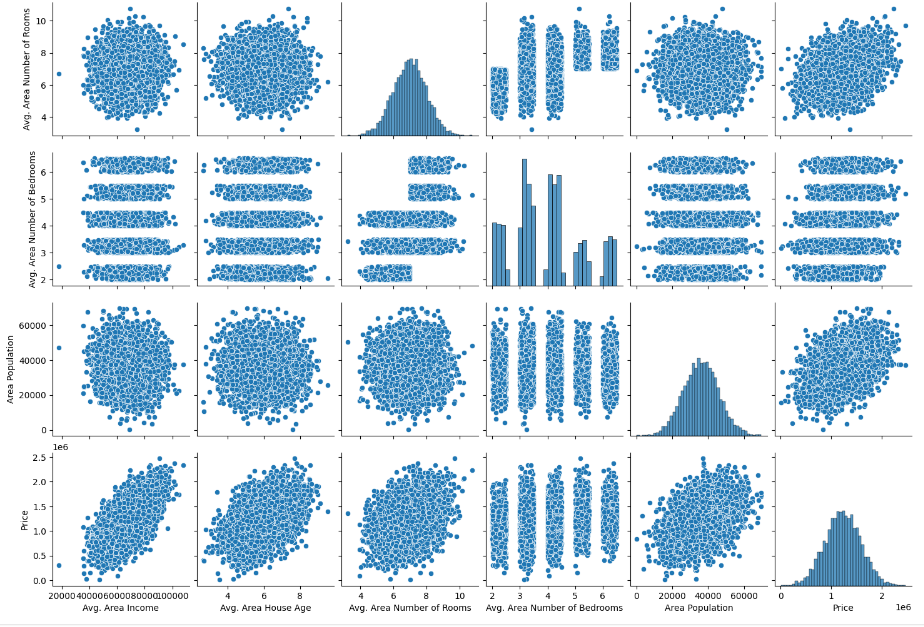 Avg. Area Number of Rooms
10
8
6
4
Avg. Area Number of Bedrooms
6
5
4
3
2
Area Population
60000
40000
20000
0
1e6
Price
2.5
2.0
1.5
1.0
0.5
0.0
20000 40000 60000 80000 100000
Avg. Area Income
4 6 8
Avg. Area House Age
4 6 8 10
Avg. Area Number of Rooms
2 3 4 5 6
Avg. Area Number of Bedrooms
0 20000 40000 60000
Area Population
0 1 2
1e6
Price